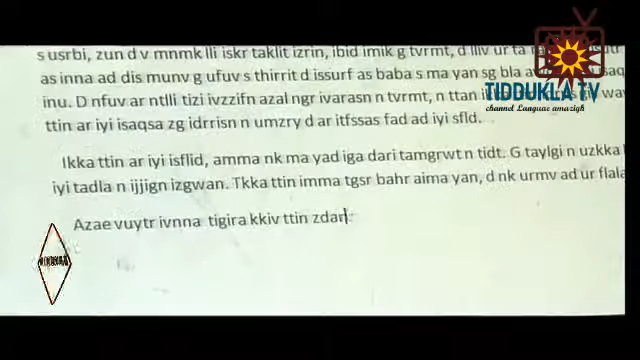 s usrbi, zun d v mnmk lli iskr taklit izrin, ibid imik g tvrmt, d lliv ur ta
as inna ad dis munv g ufuv s thirrit d issurf as baba s ma yan sg bla
inu. D nfuv ar ntlli tizi ivzzifn azal ngr ivarasn n tvrmt, n ttan
ttin ar iyi isaqsa zg idrrisn n umzry d ar itfssas fad ad iyi sfld.
Ikka ttin ar iyi isflid, amma nk ma yad iga dari tamgrwt n tidt. G taylgi n uzkka
iyi tadla n ijjign izgwan. Tkka ttin imma tgsr bahr aima yan, d nk urmv ad ur flala
Azae vuytr ivnna tigira kkiv ttin zdar
TIDDUKLA TV
channel Language amazigh